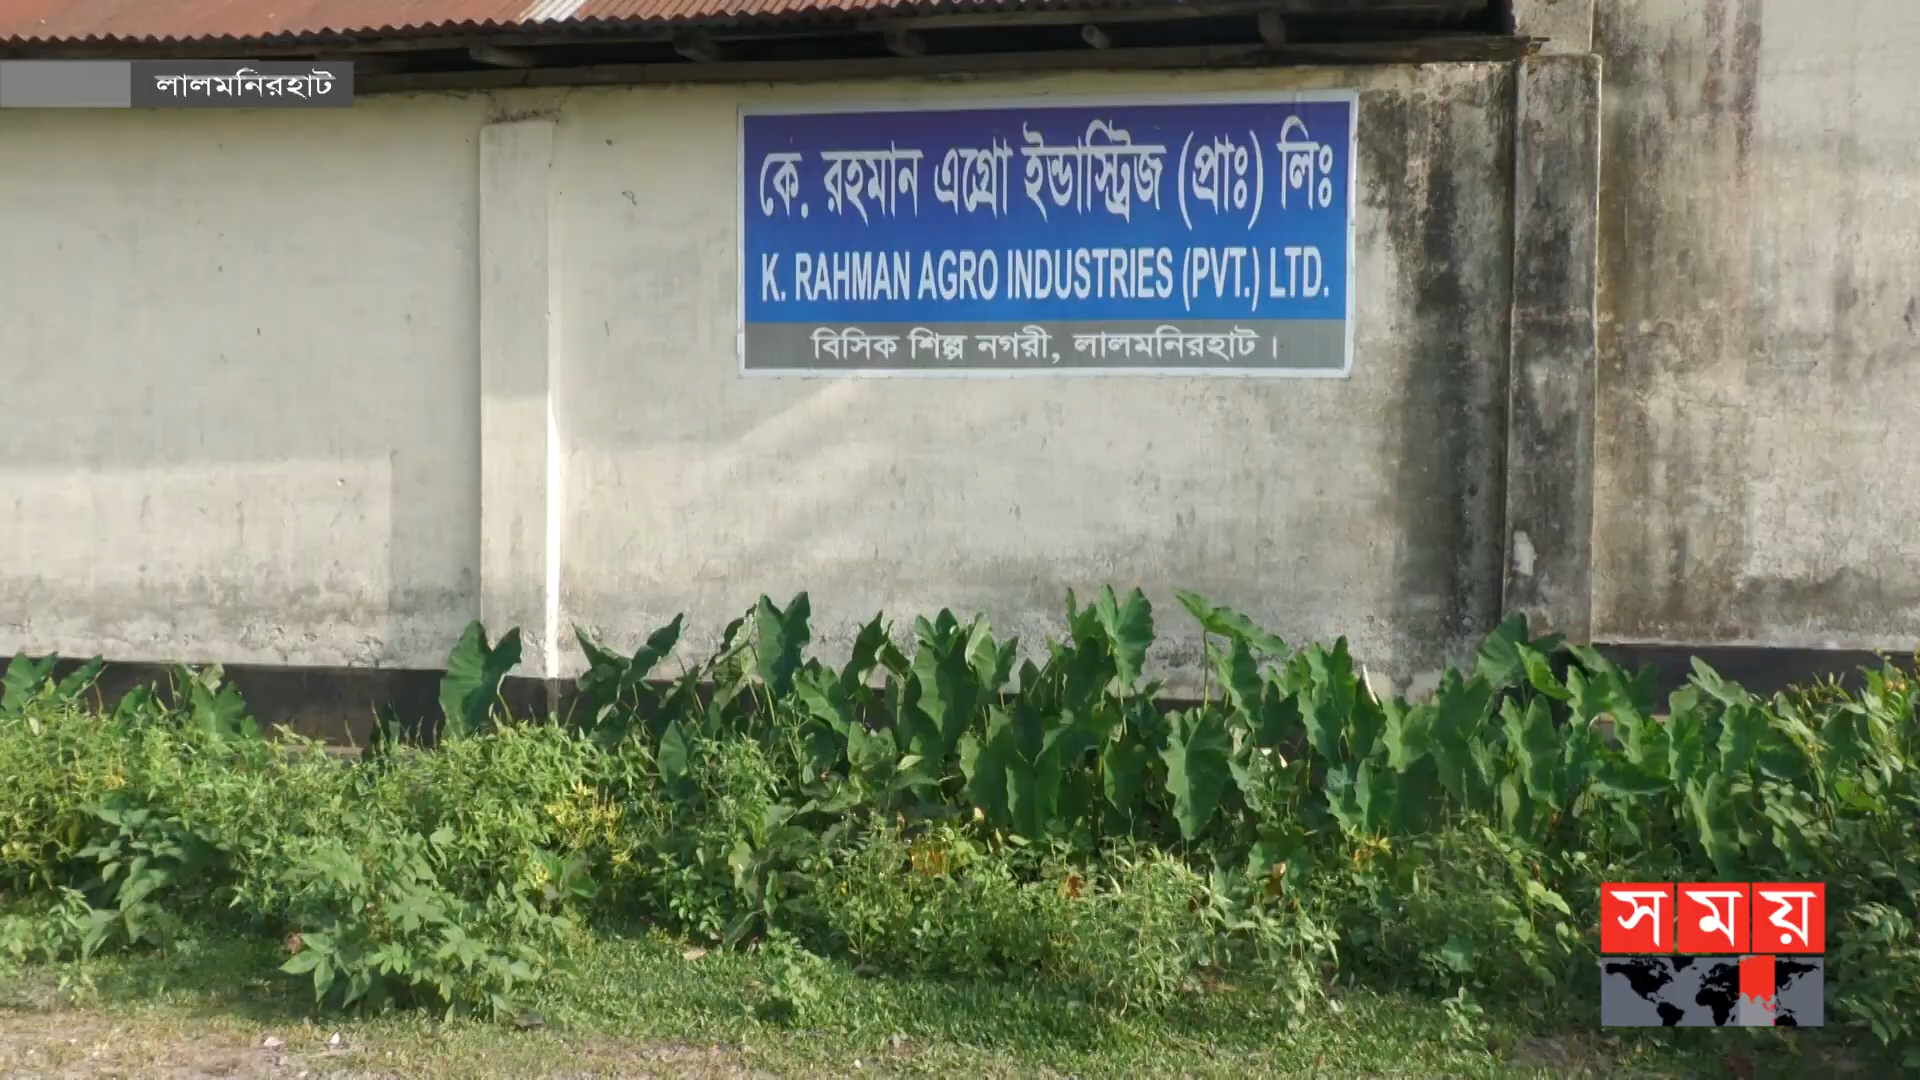 লালমনিরহাট
কে. রহমান এগ্রো ইন্ডাস্ট্রিজ (প্রাঃ) লিঃ
K. RAHMAN AGRO INDUSTRIES (PVT.) LTD.
বিসিক শিল্প নগরী, লালমনিরহাট।
সময়